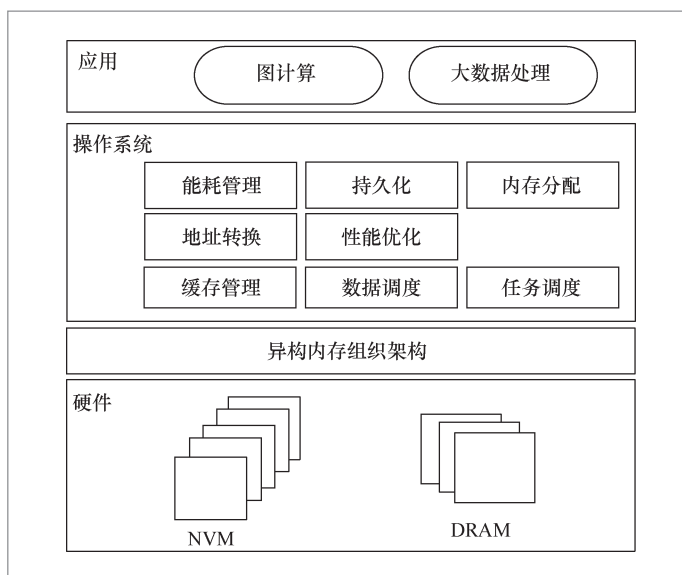 应用
图计算 大数据处理
操作系统
能耗管理 持久化 内存分配
地址转换 性能优化
缓存管理 数据调度 任务调度
异构内存组织架构
硬件
NVM DRAM